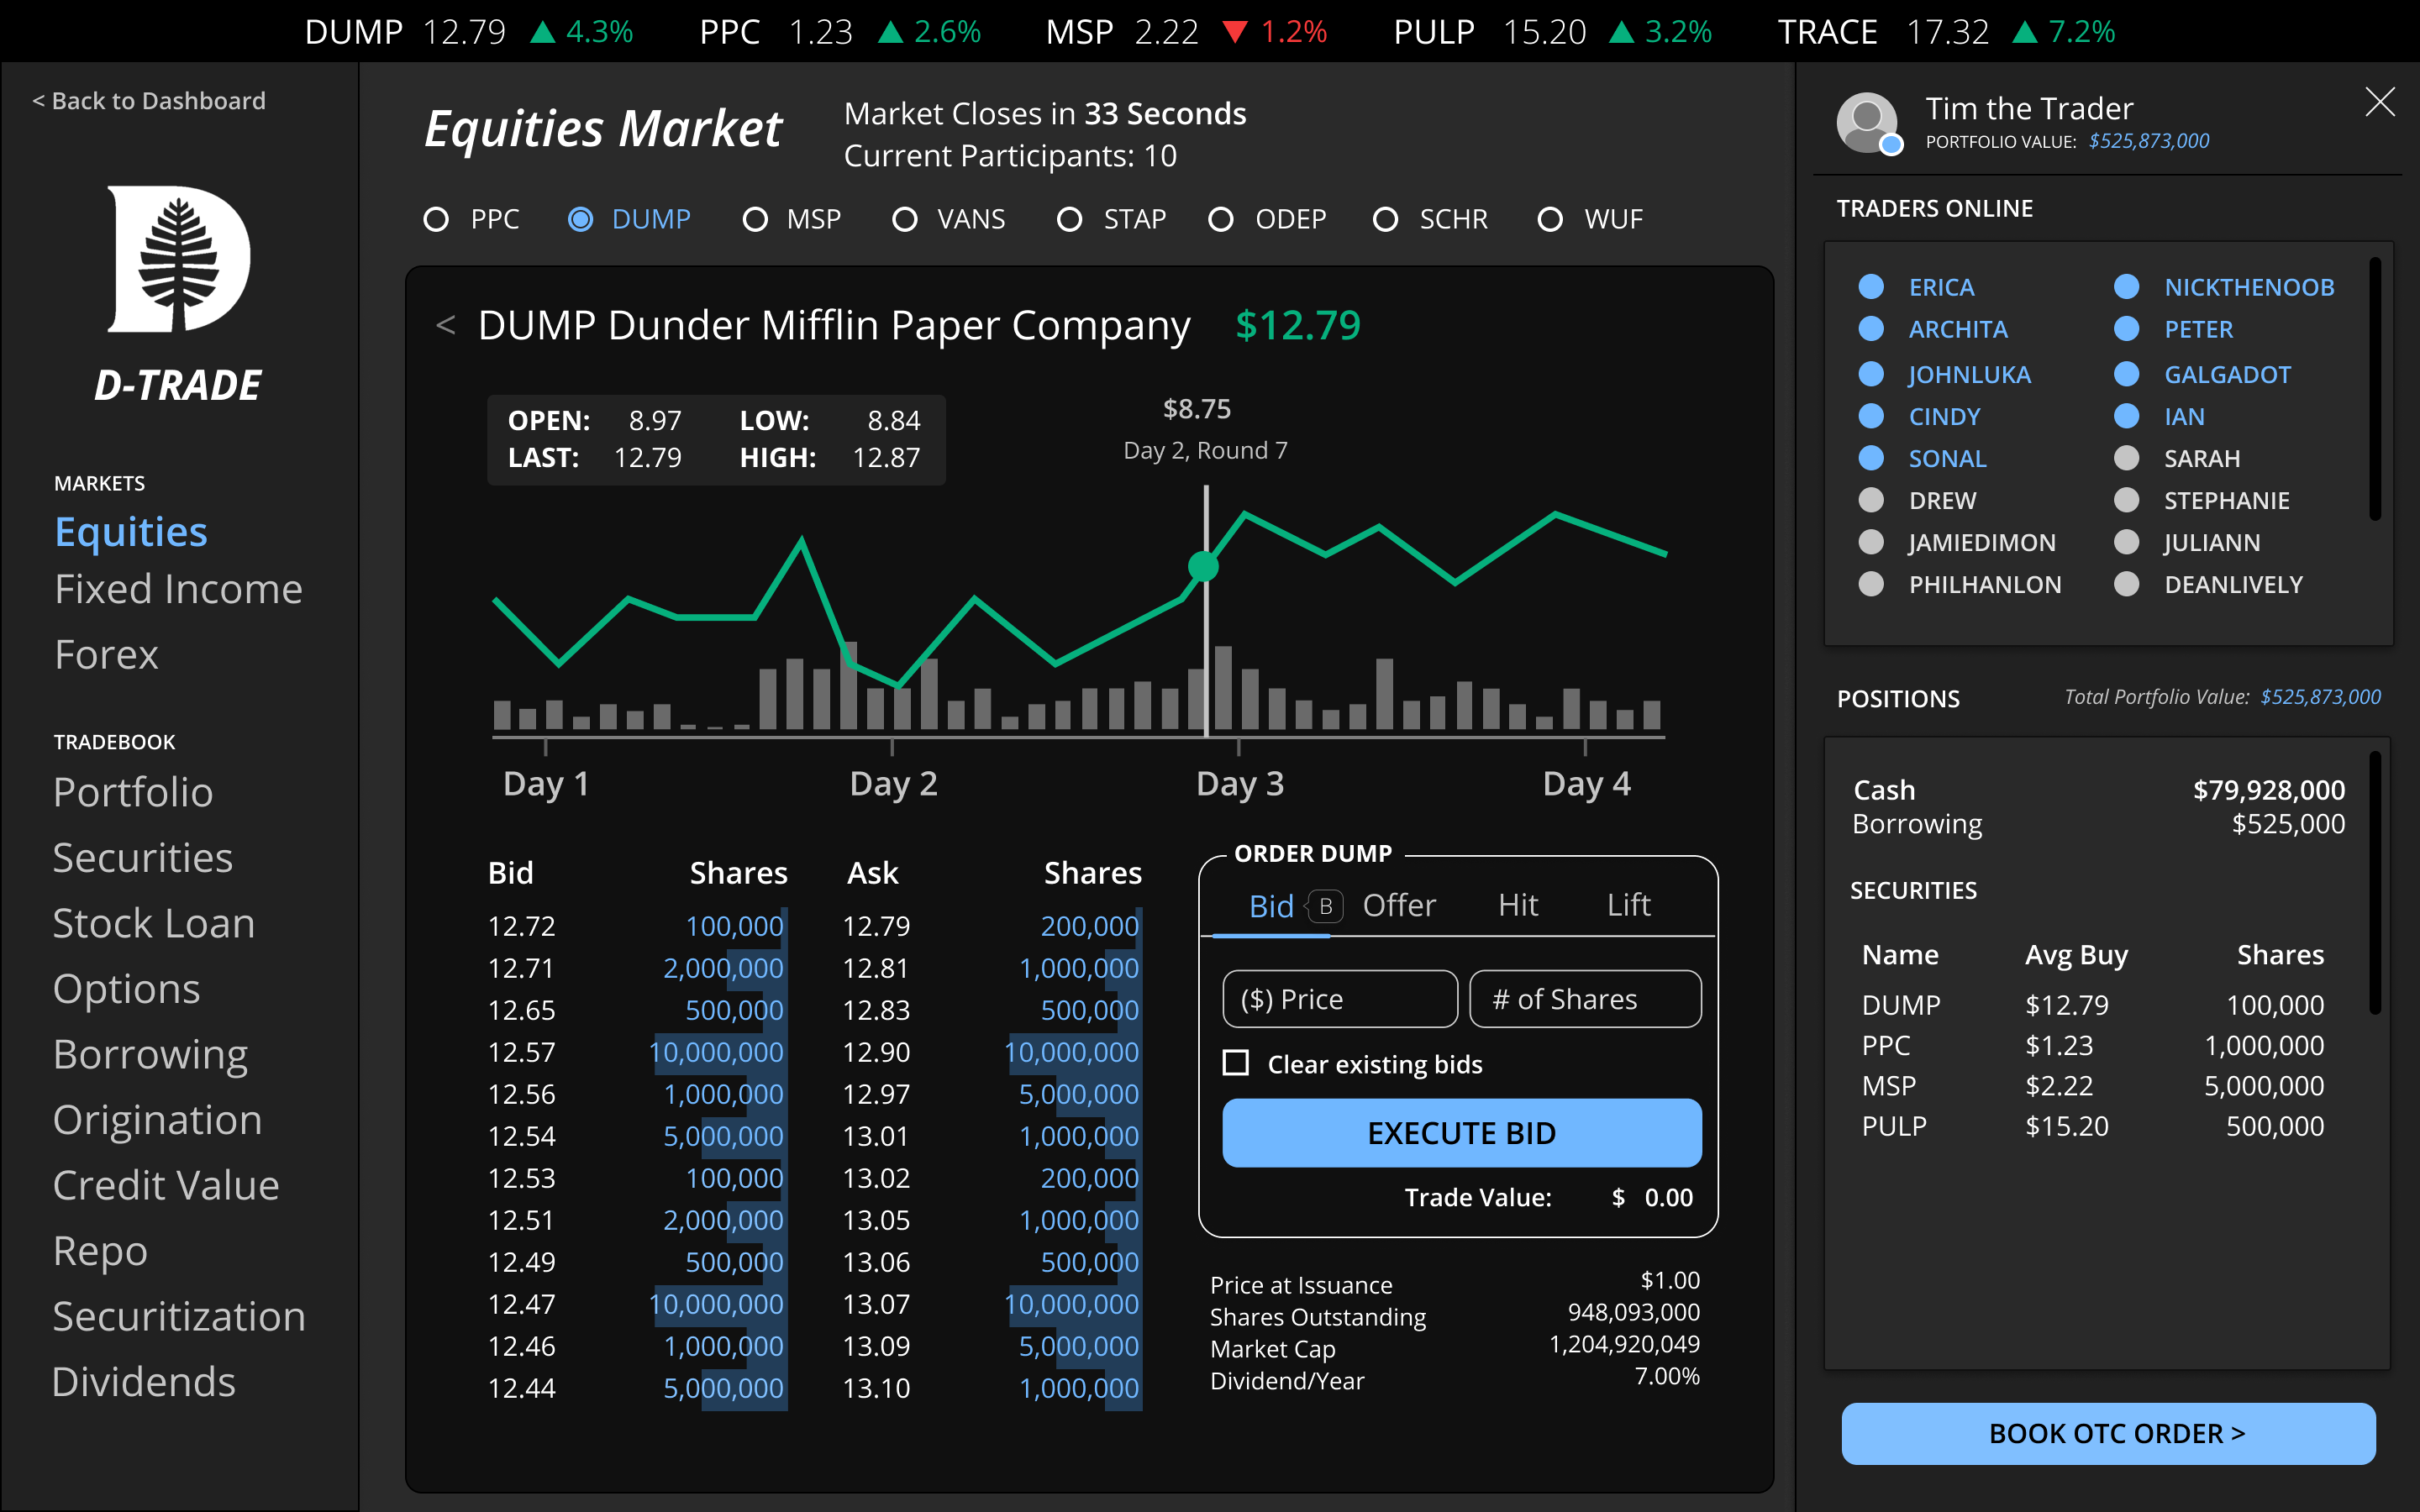 DUMP 12.79 ▲ 4.3% PPC 1.23 ▲ 2.6% MSP 2.22 ▼ 1.2% PULP 15.20 ▲ 3.2% TRACE 17.32 ▲ 7.2%
< Back to Dashboard
D-TRADE
MARKETS
Equities
Fixed Income
Forex
TRADEBOOK
Portfolio
Securities
Stock Loan
Options
Borrowing
Origination
Credit Value
Repo
Securitization
Dividends
Equities Market
Market Closes in 33 Seconds
Current Participants: 10
PPC DUMP MSP VANS STAP ODEP SCHR WUF
< DUMP Dunder Mifflin Paper Company $12.79
OPEN: 8.97 LOW: 8.84
LAST: 12.79 HIGH: 12.87
$8.75
Day 2, Round 7
Day 1 Day 2 Day 3 Day 4
Bid Shares Ask Shares
12.72 100,000 12.79 200,000
12.71 2,000,000 12.81 1,000,000
12.65 500,000 12.83 500,000
12.57 10,000,000 12.90 10,000,000
12.56 1,000,000 12.97 5,000,000
12.54 5,000,000 13.01 1,000,000
12.53 100,000 13.02 200,000
12.51 2,000,000 13.05 1,000,000
12.49 500,000 13.06 500,000
12.47 10,000,000 13.07 10,000,000
12.46 1,000,000 13.09 5,000,000
12.44 5,000,000 13.10 1,000,000
ORDER DUMP
Bid B Offer Hit Lift
($) Price # of Shares
Clear existing bids
EXECUTE BID
Trade Value: $ 0.00
Price at Issuance $1.00
Shares Outstanding 948,093,000
Market Cap 1,204,920,049
Dividend/Year 7.00%
Tim the Trader
PORTFOLIO VALUE: $525,873,000
TRADERS ONLINE
ERICA NICKTHENOOB
ARCHITA PETER
JOHNLUKA GALGADOT
CINDY IAN
SONAL SARAH
DREW STEPHANIE
JAMIEDIMON JULIANN
PHILHANLON DEANLIVELY
POSITIONS Total Portfolio Value: $525,873,000
Cash $79,928,000
Borrowing $525,000
SECURITIES
Name Avg Buy Shares
DUMP $12.79 100,000
PPC $1.23 1,000,000
MSP $2.22 5,000,000
PULP $15.20 500,000
BOOK OTC ORDER >